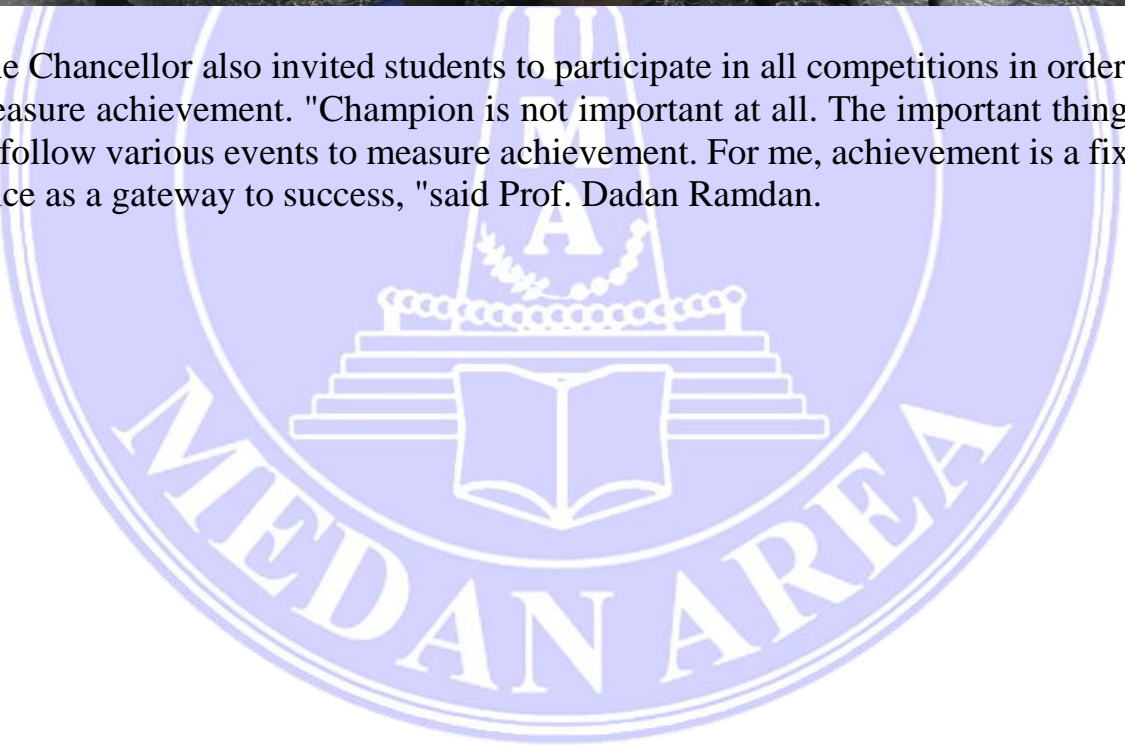 e Chancellor also invited students to participate in all competitions in order
easure achievement. "Champion is not important at all. The important thing
follow various events to measure achievement. For me, achievement is a fix
ice as a gateway to success, "said Prof. Dadan Ramdan.
U
M
A
MEDAN AREA